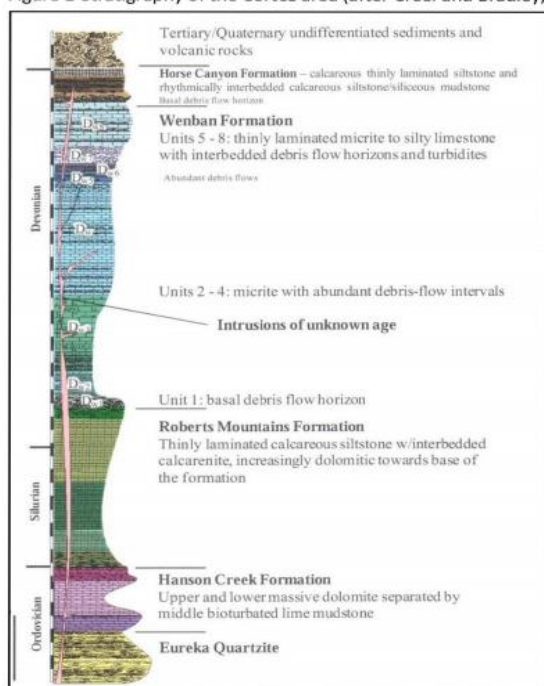 Tertiary/Quaternary undifferentiated sediments and
volcanic rocks
Horse Canyon Formation – calcareous thinly laminated siltstone and
rhythmically interbedded calcareous siltstone/siliceous mudstone
Basal debris flow horizon
Wenban Formation
Units 5 - 8: thinly laminated micrite to silty limestone
with interbedded debris flow horizons and turbidites
Abundant debris flows
Devonian
Units 2 - 4: micrite with abundant debris-flow intervals
Intrusions of unknown age
Unit 1: basal debris flow horizon
Roberts Mountains Formation
Thinly laminated calcareous siltstone w/interbedded
calcarenite, increasingly dolomitic towards base of
the formation
Silurian
Hanson Creek Formation
Upper and lower massive dolomite separated by
middle bioturbated lime mudstone
Ordovician
Eureka Quartzite